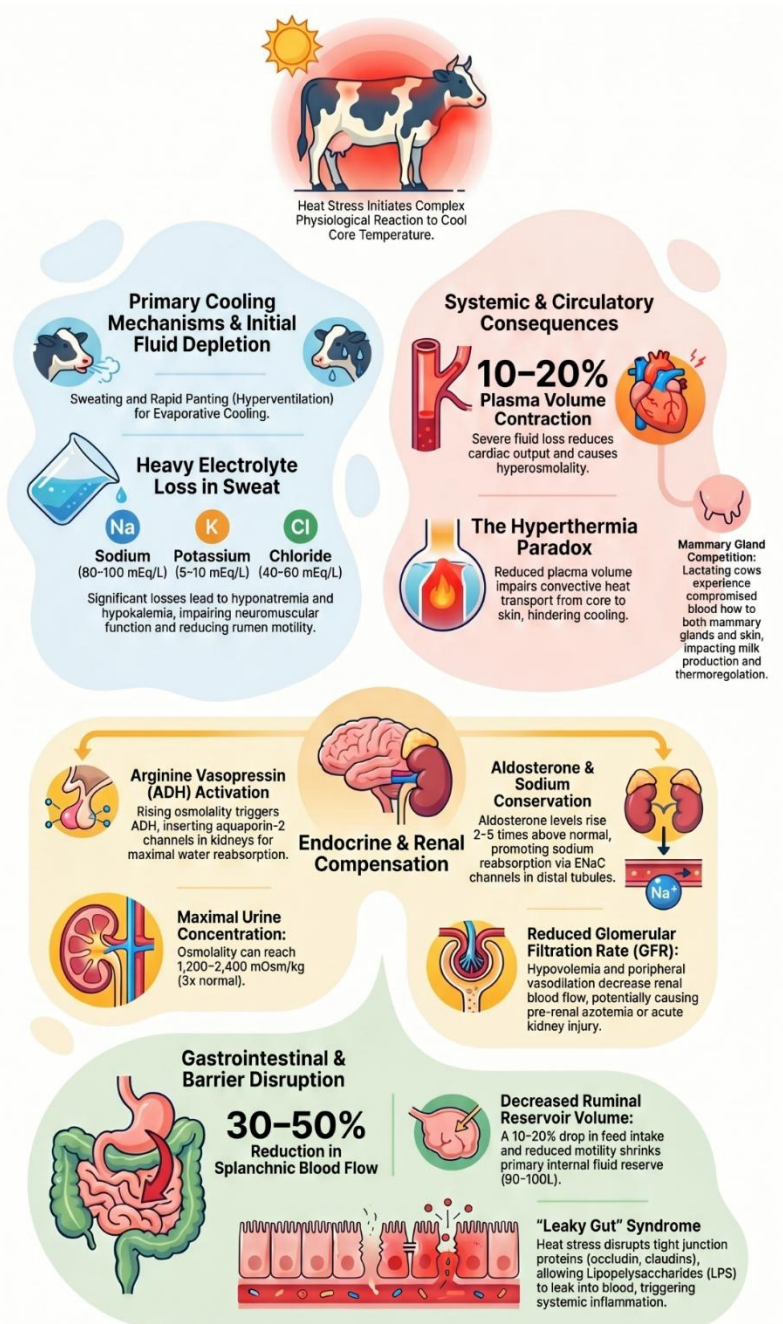 Heat Stress Initiates Complex
Physiological Reaction to Cool
Core Temperature.
Primary Cooling
Mechanisms & Initial
Fluid Depletion
Sweating and Rapid Panting (Hyperventilation)
for Evaporative Cooling.
Heavy Electrolyte
Loss in Sweat
Na K Cl
Sodium Potassium Chloride
(80-100 mEq/L) (5-10 mEq/L) (40-60 mEq/L)
Significant losses lead to hyponatremia and
hypokalemia, impairing neuromuscular
function and reducing rumen motility.
Systemic & Circulatory
Consequences
10–20%
Plasma Volume
Contraction
Severe fluid loss reduces
cardiac output and causes
hyperosmolality.
The Hyperthermia
Paradox
Reduced plasma volume
impairs convective heat
transport from core to
skin, hindering cooling.
Mammary Gland
Competition:
Lactating cows
experience
compromised
blood how to
both mammary
glands and skin,
impacting milk
production and
thermoregolation.
Endocrine & Renal
Compensation
Arginine Vasopressin
(ADH) Activation
Rising osmolality triggers
ADH, inserting aquaporin-2
channels in kidneys for
maximal water reabsorption.
Maximal Urine
Concentration:
Osmolality can reach
1,200–2,400 mOsm/kg
(3x normal).
Aldosterone &
Sodium
Conservation
Aldosterone levels rise
2-5 times above normal,
promoting sodium
reabsorption via ENaC
channels in distal tubules.
Na+
Reduced Glomerular
Filtration Rate (GFR):
Hypovolemia and peripheral
vasodilation decrease renal
blood flow, potentially causing
pre-renal azotemia or acute
kidney injury.
Gastrointestinal &
Barrier Disruption
30–50%
Reduction in
Splanchnic Blood Flow
Decreased Ruminal
Reservoir Volume:
A 10-20% drop in feed intake
and reduced motility shrinks
primary internal fluid reserve
(90-100L).
“Leaky Gut” Syndrome
Heat stress disrupts tight junction
proteins (occludin, claudins),
allowing Lipopelysaccharides (LPS)
to leak into blood, triggering
systemic inflammation.